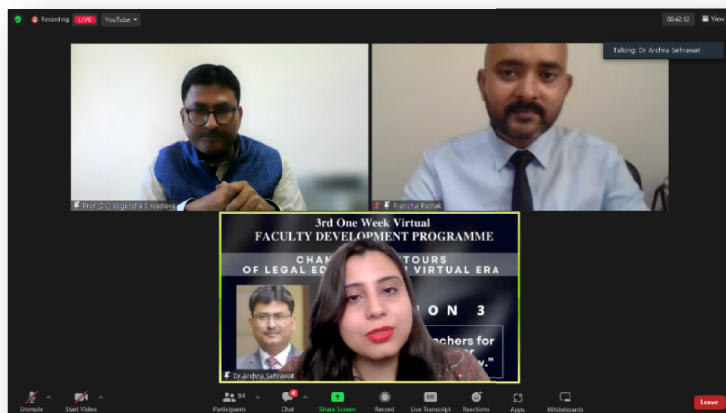 Recording LIVE YouTube
00:42:12 View
Talking: Dr Archna Sehrawat
Prof.(Dr.) Yogendra Srivastava
Pranshul Pathak
3rd One Week Virtual
FACULTY DEVELOPMENT PROGRAMME
CHAN TOURS
OF LEGAL ED VIRTUAL ERA
ON 3
achers for
Dr Archna Sehrawat
94
4
Unmute
Start Video
Participants
Chat
Share Screen
Record
Live Transcript
Reactions
Apps
Whiteboards
Leave